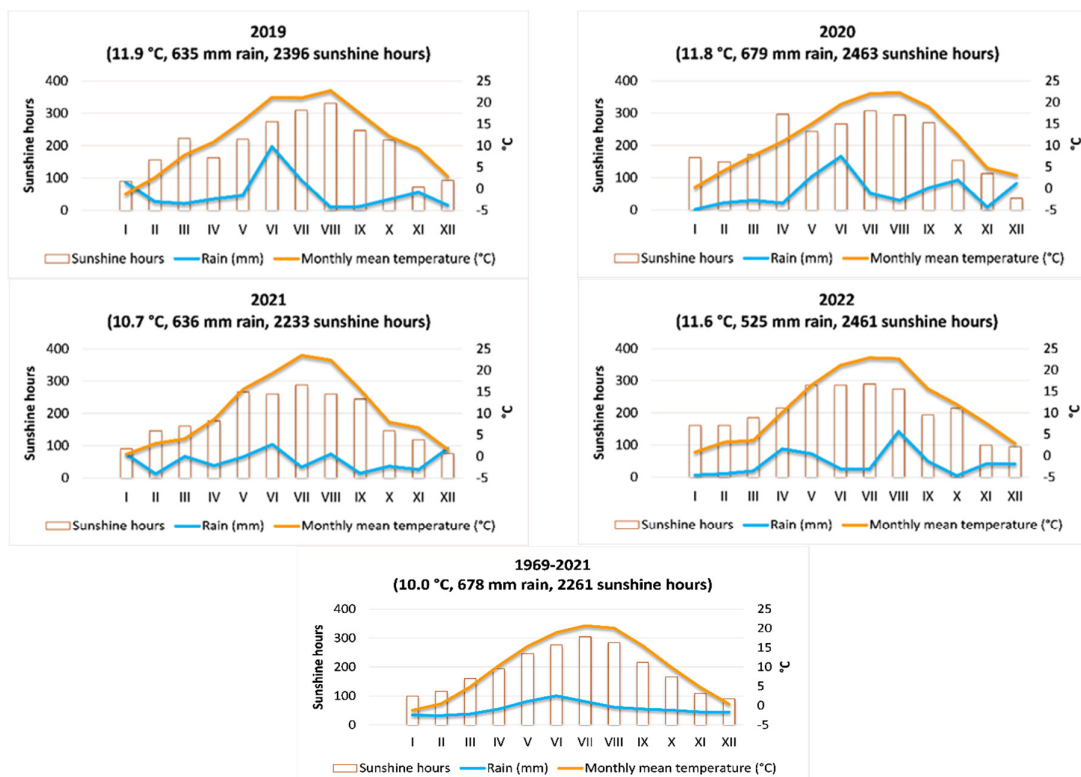 2019
(11.9 °C, 635 mm rain, 2396 sunshine hours)
Sunshine hours
400
300
200
100
0
25
20
15
10
5
0
-5
°C
I II III IV V VI VII VIII IX X XI XII
Sunshine hours Rain (mm) Monthly mean temperature (°C)
2020
(11.8 °C, 679 mm rain, 2463 sunshine hours)
Sunshine hours
400
300
200
100
0
25
20
15
10
5
0
-5
°C
I II III IV V VI VII VIII IX X XI XII
Sunshine hours Rain (mm) Monthly mean temperature (°C)
2021
(10.7 °C, 636 mm rain, 2233 sunshine hours)
Sunshine hours
400
300
200
100
0
25
20
15
10
5
0
-5
°C
I II III IV V VI VII VIII IX X XI XII
Sunshine hours Rain (mm) Monthly mean temperature (°C)
2022
(11.6 °C, 525 mm rain, 2461 sunshine hours)
Sunshine hours
400
300
200
100
0
25
20
15
10
5
0
-5
°C
I II III IV V VI VII VIII IX X XI XII
Sunshine hours Rain (mm) Monthly mean temperature (°C)
1969-2021
(10.0 °C, 678 mm rain, 2261 sunshine hours)
Sunshine hours
400
300
200
100
0
25
20
15
10
5
0
-5
°C
I II III IV V VI VII VIII IX X XI XII
Sunshine hours Rain (mm) Monthly mean temperature (°C)